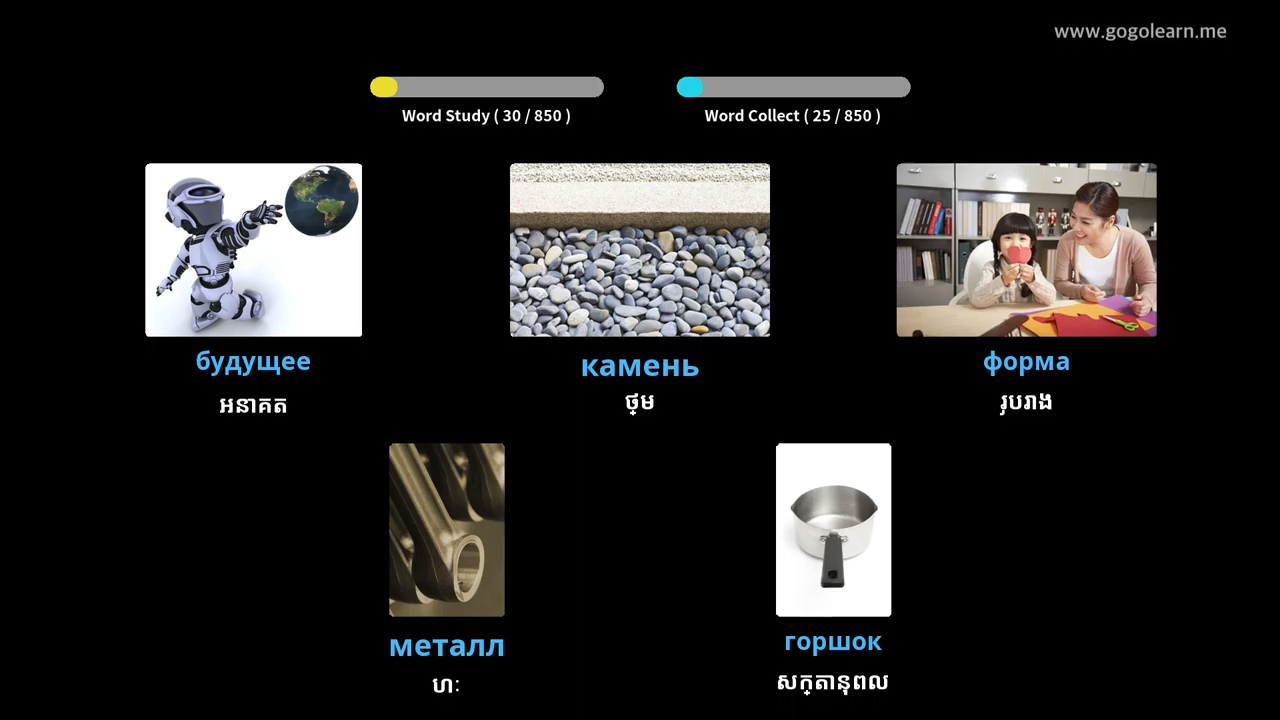 www.gogolearn.me
Word Study ( 30 / 850 )
Word Collect ( 25 / 850 )
будущее
камень
форма
អនាគត
ថ្ម
រូបរាង
металл
горшок
ហៈ
សក្តានុពល